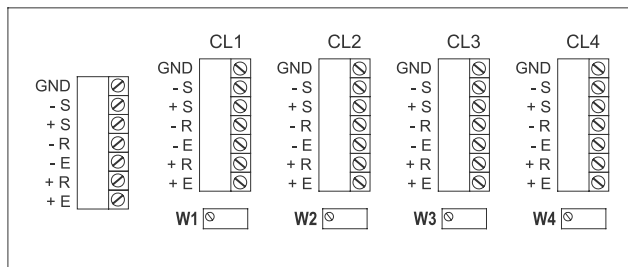 CL1 CL2 CL3 CL4
GND
- S
+ S
- R
- E
+ R
+ E
GND
- S
+ S
- R
- E
+ R
+ E
GND
- S
+ S
- R
- E
+ R
+ E
GND
- S
+ S
- R
- E
+ R
+ E
GND
- S
+ S
- R
- E
+ R
+ E
W1 W2 W3 W4